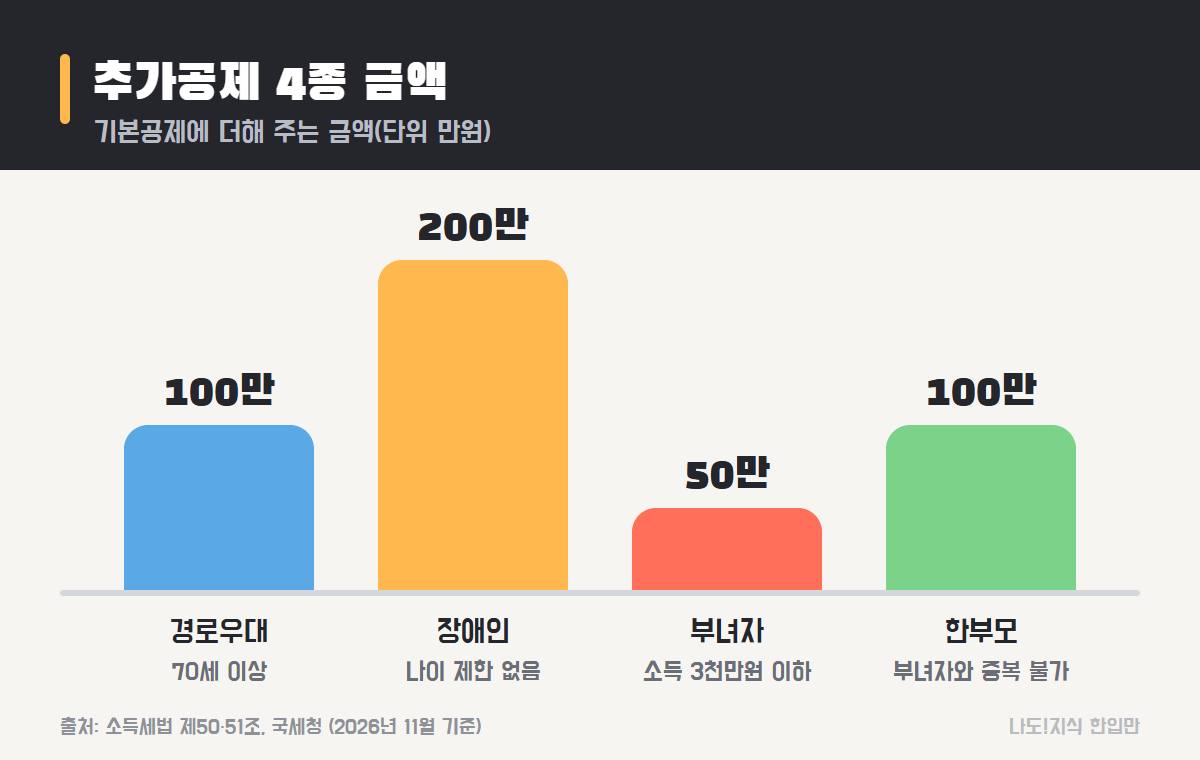 추가공제 4종 금액
기본공제에 더해 주는 금액(단위 만원)
200만
100만
100만
50만
경로우대
장애인
부녀자
한부모
70세 이상
나이 제한 없음
소득 3천만원 이하
부녀자와 중복 불가
출처: 소득세법 제50·51조, 국세청 (2026년 11월 기준)
나도!지식 한입만